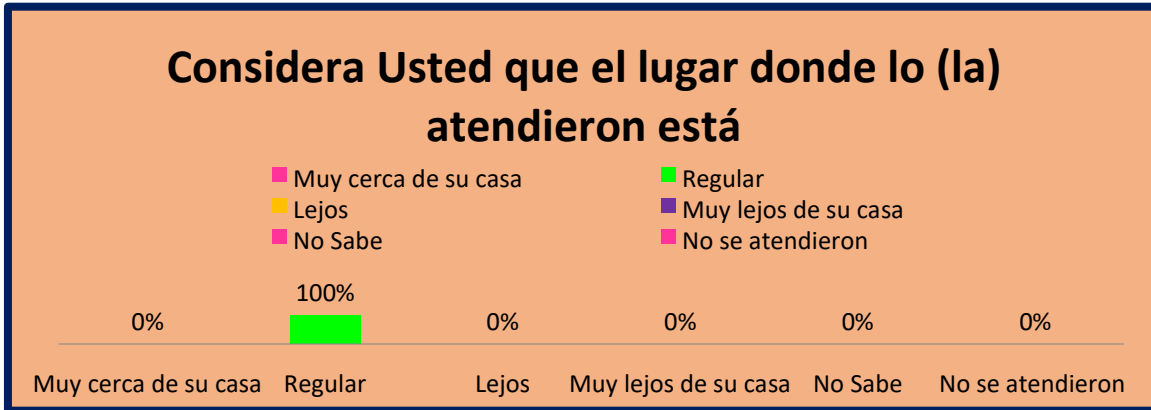 Considera Usted que el lugar donde lo (la)
atendieron está
Muy cerca de su casa
Regular
Lejos
Muy lejos de su casa
No Sabe
No se atendieron
0%
100%
0%
0%
0%
0%
Muy cerca de su casa
Regular
Lejos
Muy lejos de su casa
No Sabe
No se atendieron